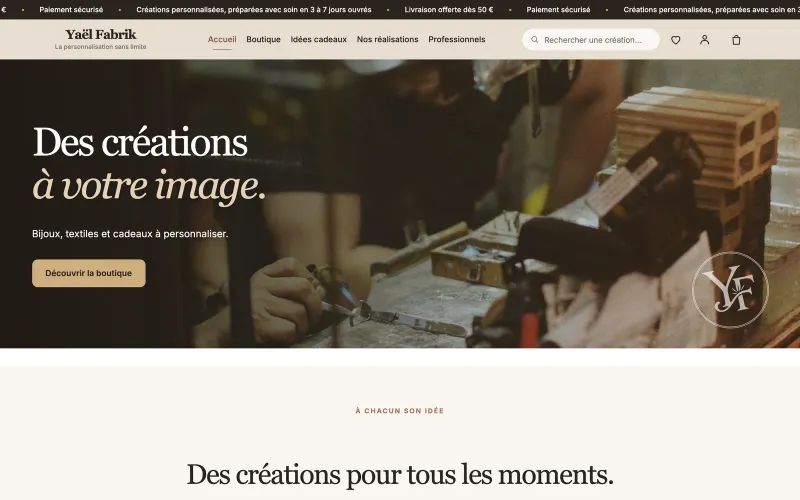 € • Paiement sécurisé • Créations personnalisées, préparées avec soin en 3 à 7 jours ouvrés • Livraison offerte dès 50 € • Paiement sécurisé • Créations personnalisées, préparées avec soin en 3
Yaël Fabrik
La personnalisation sans limite
Accueil Boutique Idées cadeaux Nos réalisations Professionnels
Rechercher une création...
Des créations
à votre image.
Bijoux, textiles et cadeaux à personnaliser.
Découvrir la boutique
YF
À CHACUN SON IDÉE
Des créations pour tous les moments.